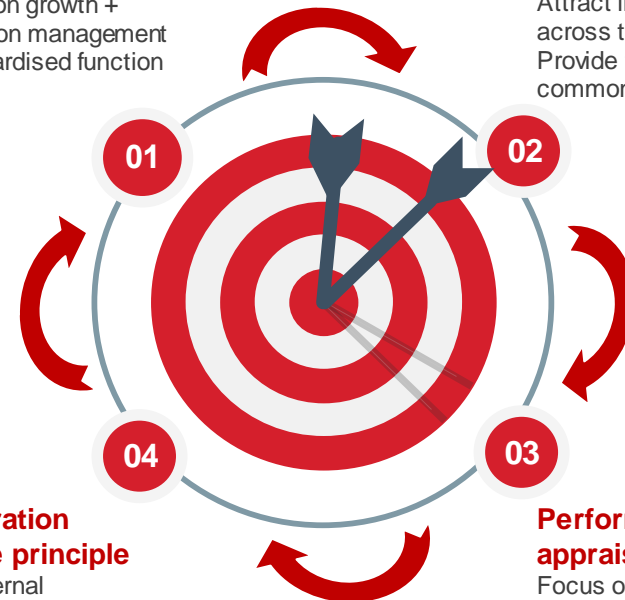 on growth +
on management
ardised function
Attract
across
Provide
common
01
02
04
03
ration
e principle
ernal
Perfor
apprais
Focus o